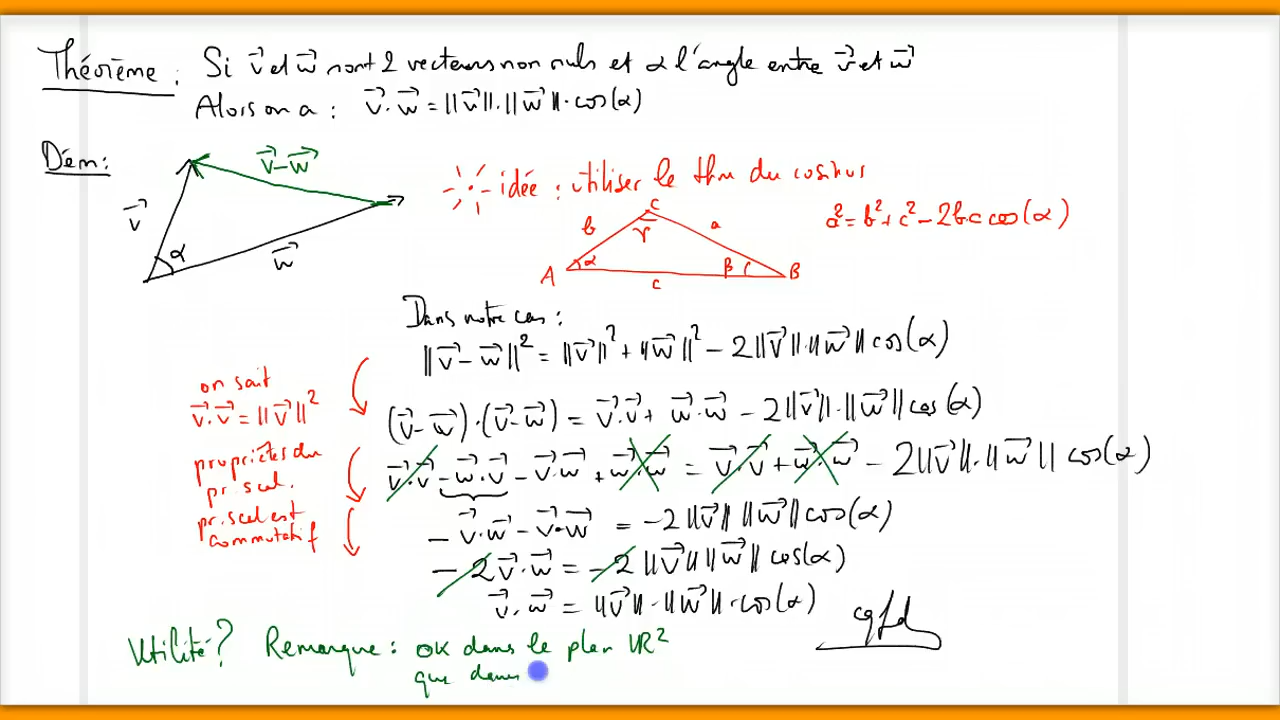 Théorème : Si v⃗ et w⃗ sont 2 vecteurs non nuls et α l'angle entre v⃗ et w⃗
Alors on a : v⃗ · w⃗ = ||v⃗|| · ||w⃗|| · cos(α)
Dém :
v⃗
v⃗ - w⃗
α
w⃗
idée : utiliser le thm du cosinus
a² = b² + c² - 2bc cos(α)
C
b
γ
a
A
α
β
B
c
Dans notre cas :
||v⃗ - w⃗||² = ||v⃗||² + ||w⃗||² - 2||v⃗|| · ||w⃗|| cos(α)
on sait
v⃗ · v⃗ = ||v⃗||²
(v⃗ - w⃗) · (v⃗ - w⃗) = v⃗ · v⃗ + w⃗ · w⃗ - 2||v⃗|| · ||w⃗|| cos(α)
propriétés du
pr. scal.
v⃗ · v⃗ - w⃗ · v⃗ - v⃗ · w⃗ + w⃗ · w⃗ = v⃗ · v⃗ + w⃗ · w⃗ - 2||v⃗|| · ||w⃗|| cos(α)
pr. scal est
commutatif
- v⃗ · w⃗ - v⃗ · w⃗ = -2||v⃗|| ||w⃗|| cos(α)
- 2 v⃗ · w⃗ = - 2 ||v⃗|| ||w⃗|| cos(α)
v⃗ · w⃗ = ||v⃗|| · ||w⃗|| · cos(α)
cqfd
Utilité ? Remarque : OK dans le plan IR²
que dans